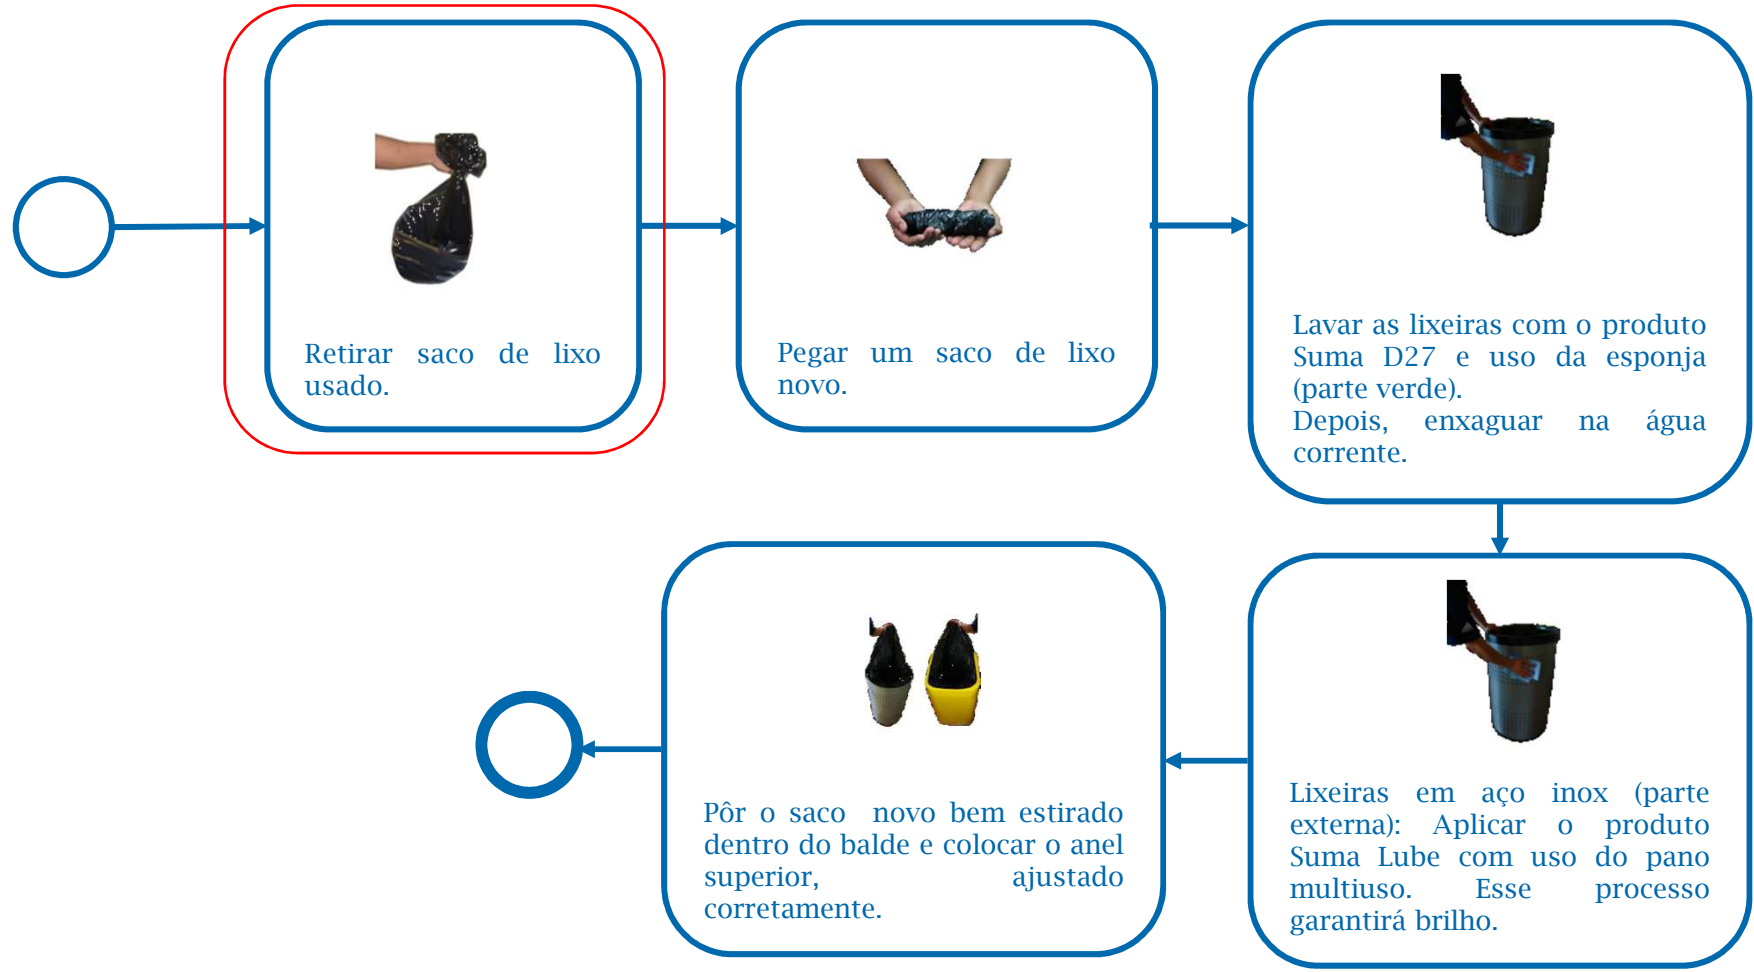 Retirar saco de lixo
usado.
Pegar um saco de lixo
novo.
Lavar as lixeiras com o produto
Suma D27 e uso da esponja
(parte verde).
Depois, enxaguar na água
corrente.
Lixeiras em aço inox (parte
externa): Aplicar o produto
Suma Lube com uso do pano
multiuso. Esse processo
garantirá brilho.
Pôr o saco novo bem estirado
dentro do balde e colocar o anel
superior, ajustado
corretamente.